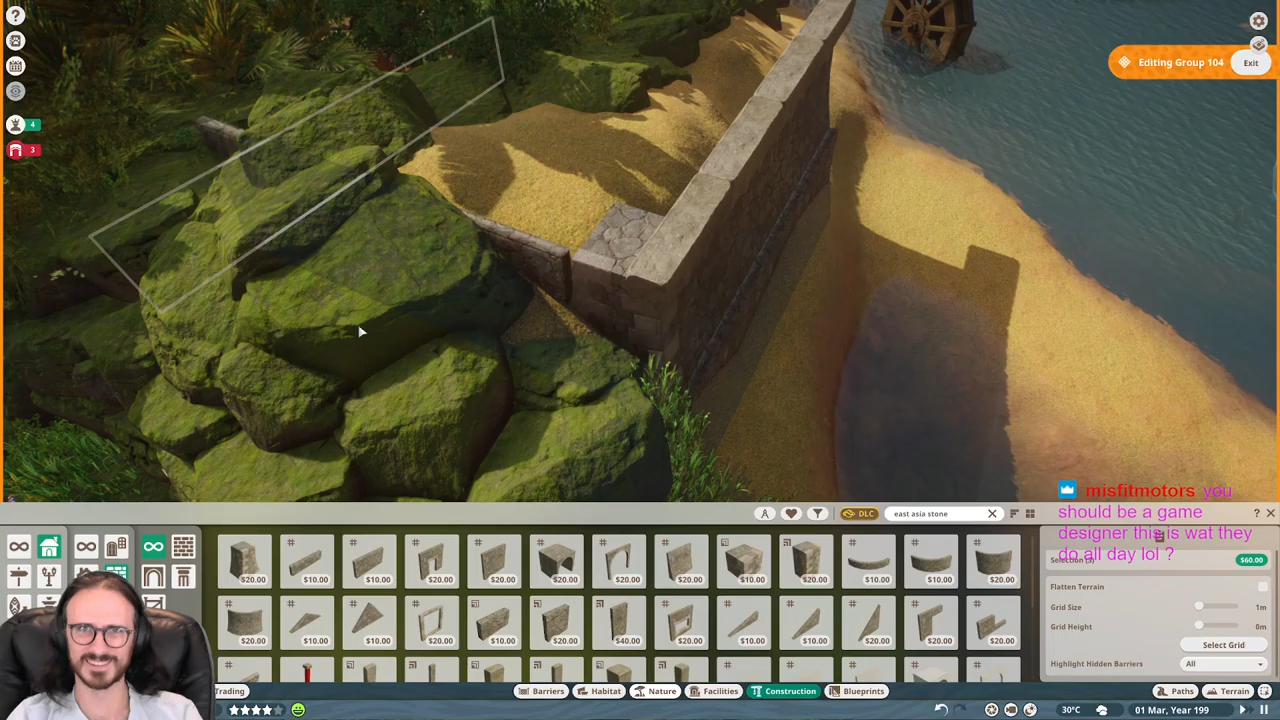 ?
4
3
Editing Group 104
Exit
misfitmotors you
should be a game
designer this is wat they
do all day lol ?
DLC
east asia stone
?
$20.00 $10.00 $20.00 $20.00 $20.00 $20.00 $20.00 $20.00 $10.00 $20.00 $10.00 $10.00 $20.00
$20.00 $10.00 $10.00 $20.00 $10.00 $20.00 $40.00 $20.00 $10.00 $10.00 $20.00 $20.00 $20.00
$60.00
Flatten Terrain
Grid Size 1m
Grid Height 0m
Select Grid
Highlight Hidden Barriers All
Trading Barriers Habitat Nature Facilities Construction Blueprints Paths Terrain
30°C 01 Mar, Year 199